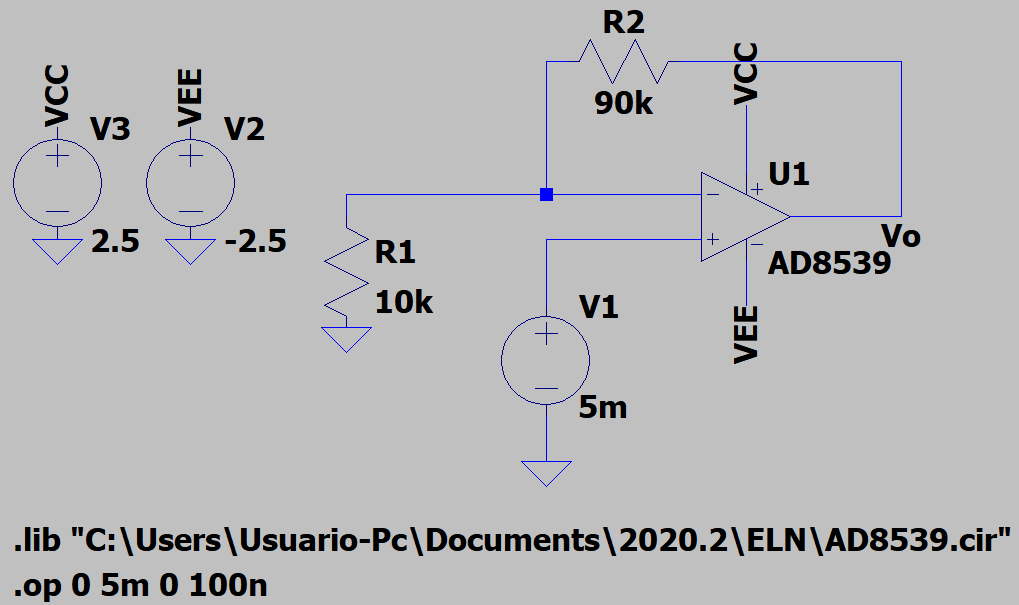 R2
90k
VCC
VCC
V3
2.5
VEE
V2
-2.5
U1
Vo
AD8539
R1
10k
V1
5m
VEE
.lib "C:\Users\Usuario-Pc\Documents\2020.2\ELN\AD8539.cir"
.op 0 5m 0 100n